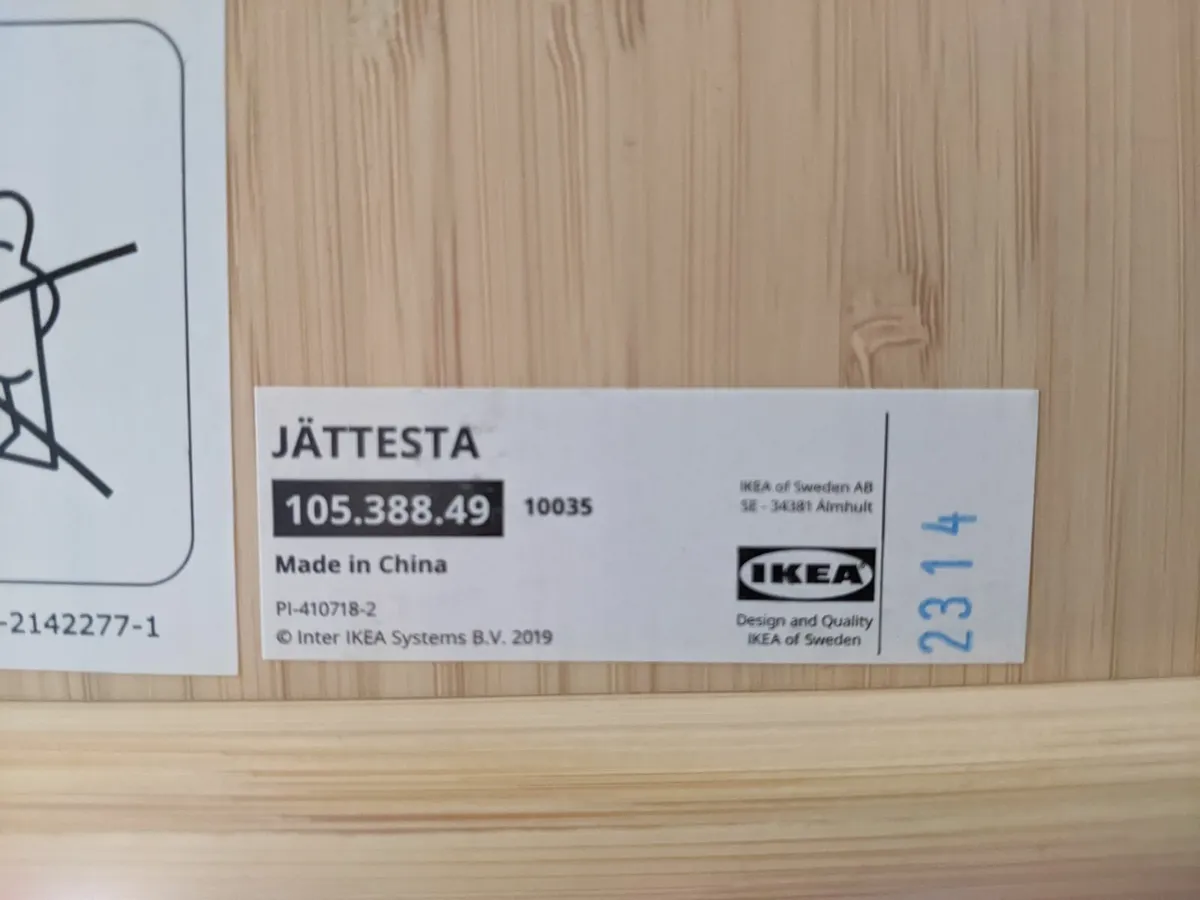 JÄTTESTA
105.388.49 10035
Made in China
PI-410718-2
© Inter IKEA Systems B.V. 2019
IKEA of Sweden AB
SE - 34381 Älmhult
IKEA®
Design and Quality
IKEA of Sweden
2314
-2142277-1